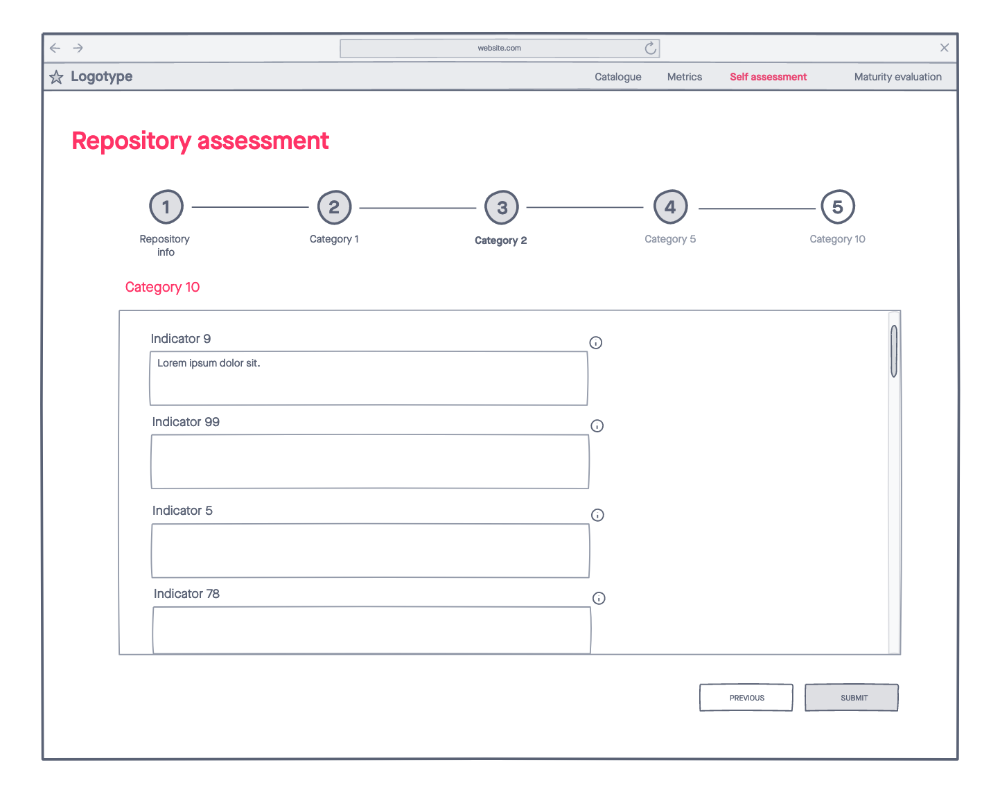 website.com
Logotype
Catalogue Metrics Self assessment Maturity evaluation
Repository assessment
1 2 3 4 5
Repository info Category 1 Category 2 Category 5 Category 10
Category 10
Indicator 9
Lorem ipsum dolor sit.
Indicator 99
Indicator 5
Indicator 78
PREVIOUS SUBMIT